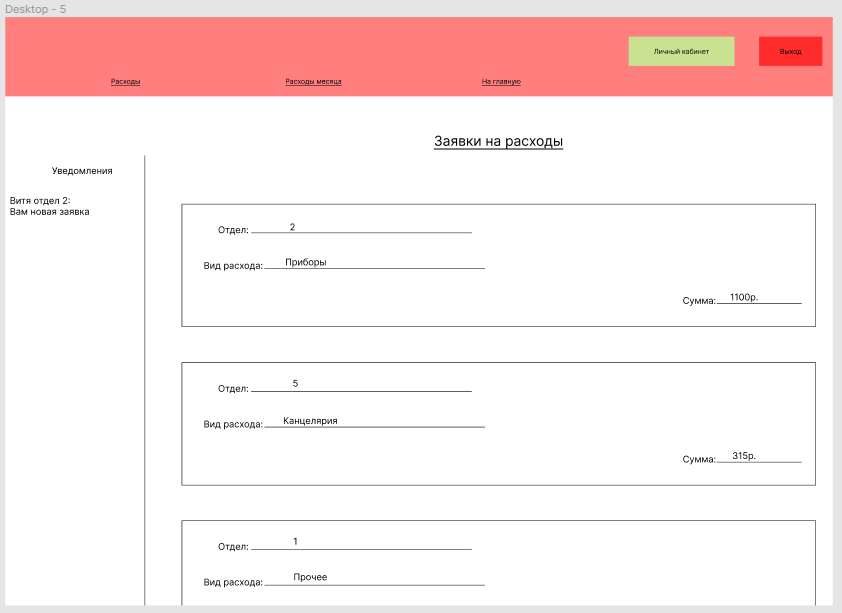 Desktop - 5
Личный кабинет
Выход
Расходы
Расходы месяца
На главную
Заявки на расходы
Уведомления
Витя отдел 2:
Вам новая заявка
Отдел: 2
Вид расхода: Приборы
Сумма: 1100р.
Отдел: 5
Вид расхода: Канцелярия
Сумма: 315р.
Отдел: 1
Вид расхода: Прочее